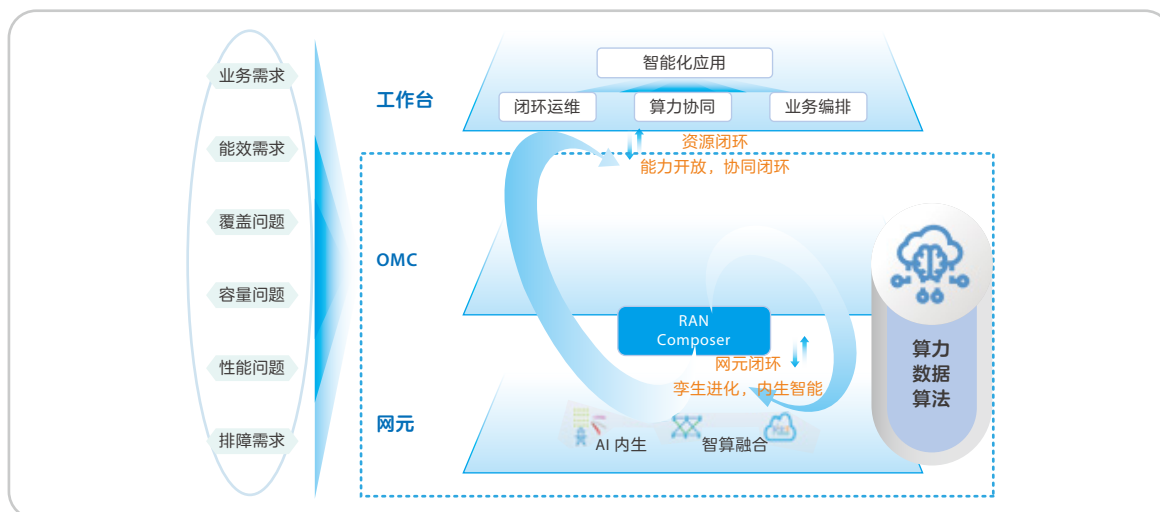 业务需求
能效需求
覆盖问题
容量问题
性能问题
排障需求
工作台
智能化应用
闭环运维
算力协同
业务编排
资源闭环
能力开放，协同闭环
OMC
RAN
Composer
网元闭环
孪生进化，内生智能
网元
AI 内生
智算融合
算力
数据
算法